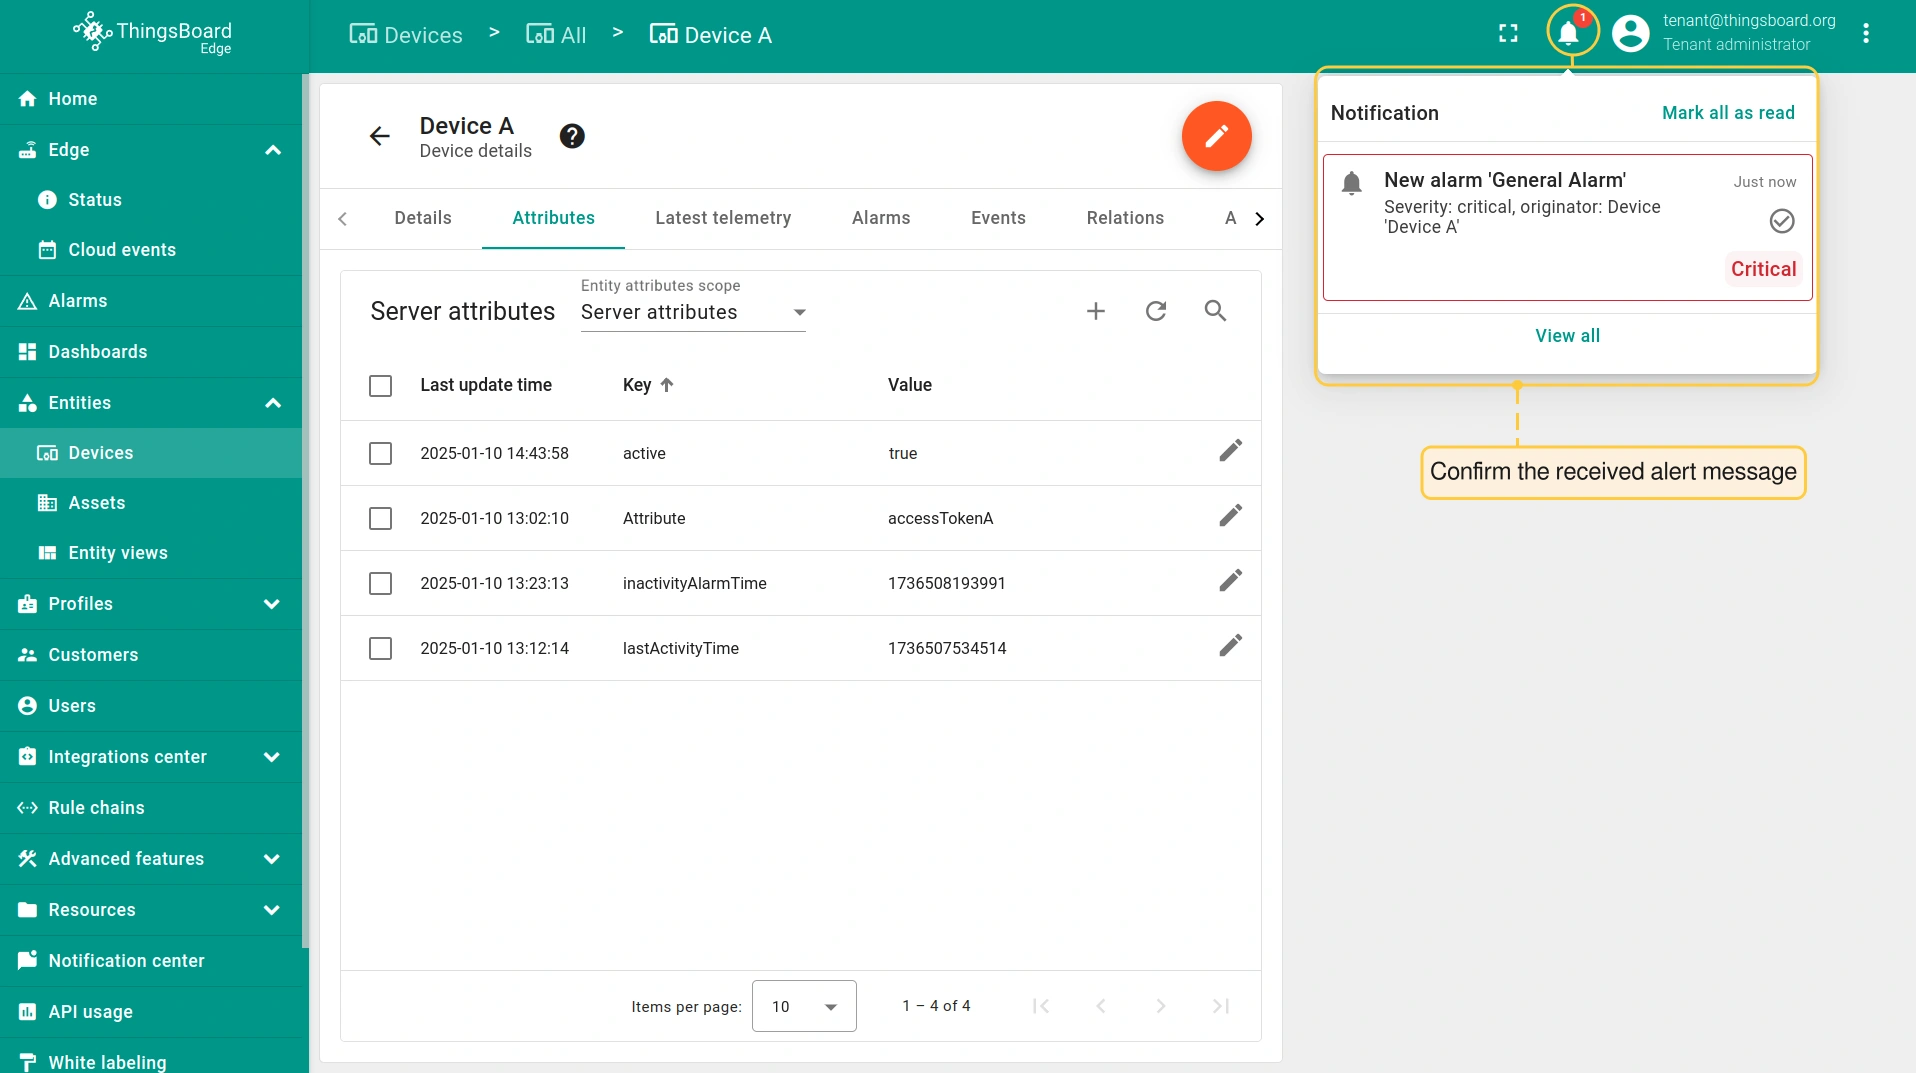 ThingsBoard
Edge
Devices > All > Device A
1
tenant@thingsboard.org
Tenant administrator
Home
Edge
Status
Cloud events
Alarms
Dashboards
Entities
Devices
Assets
Entity views
Profiles
Customers
Users
Integrations center
Rule chains
Advanced features
Resources
Notification center
API usage
White labeling
Device A
Device details
?
Details Attributes Latest telemetry Alarms Events Relations A
Server attributes
Entity attributes scope
Server attributes
Last update time Key Value
2025-01-10 14:43:58 active true
2025-01-10 13:02:10 Attribute accessTokenA
2025-01-10 13:23:13 inactivityAlarmTime 1736508193991
2025-01-10 13:12:14 lastActivityTime 1736507534514
Items per page: 10 1 – 4 of 4
Notification Mark all as read
New alarm 'General Alarm' Just now
Severity: critical, originator: Device
'Device A'
Critical
View all
Confirm the received alert message